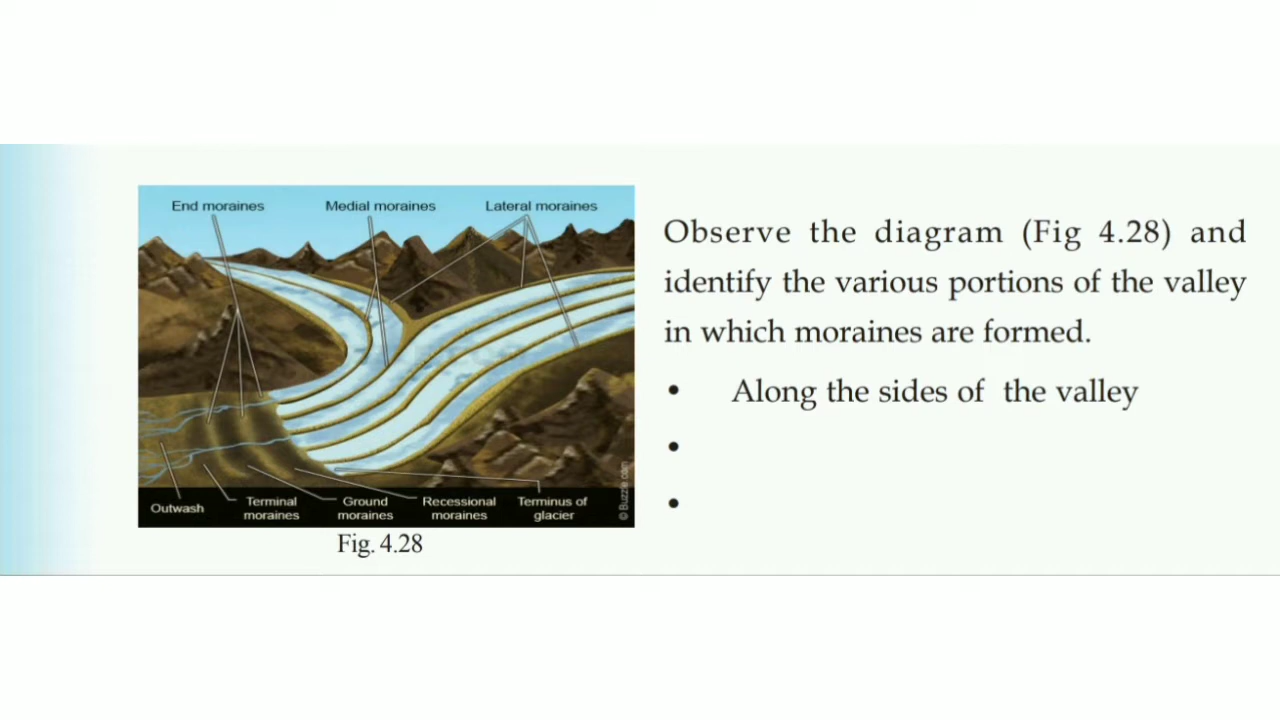 End moraines
Medial moraines
Lateral moraines
Outwash
Terminal
moraines
Ground
moraines
Recessional
moraines
Terminus of
glacier
© Buzzle.com
Fig. 4.28
Observe the diagram (Fig 4.28) and
identify the various portions of the valley
in which moraines are formed.
• Along the sides of the valley
•
•